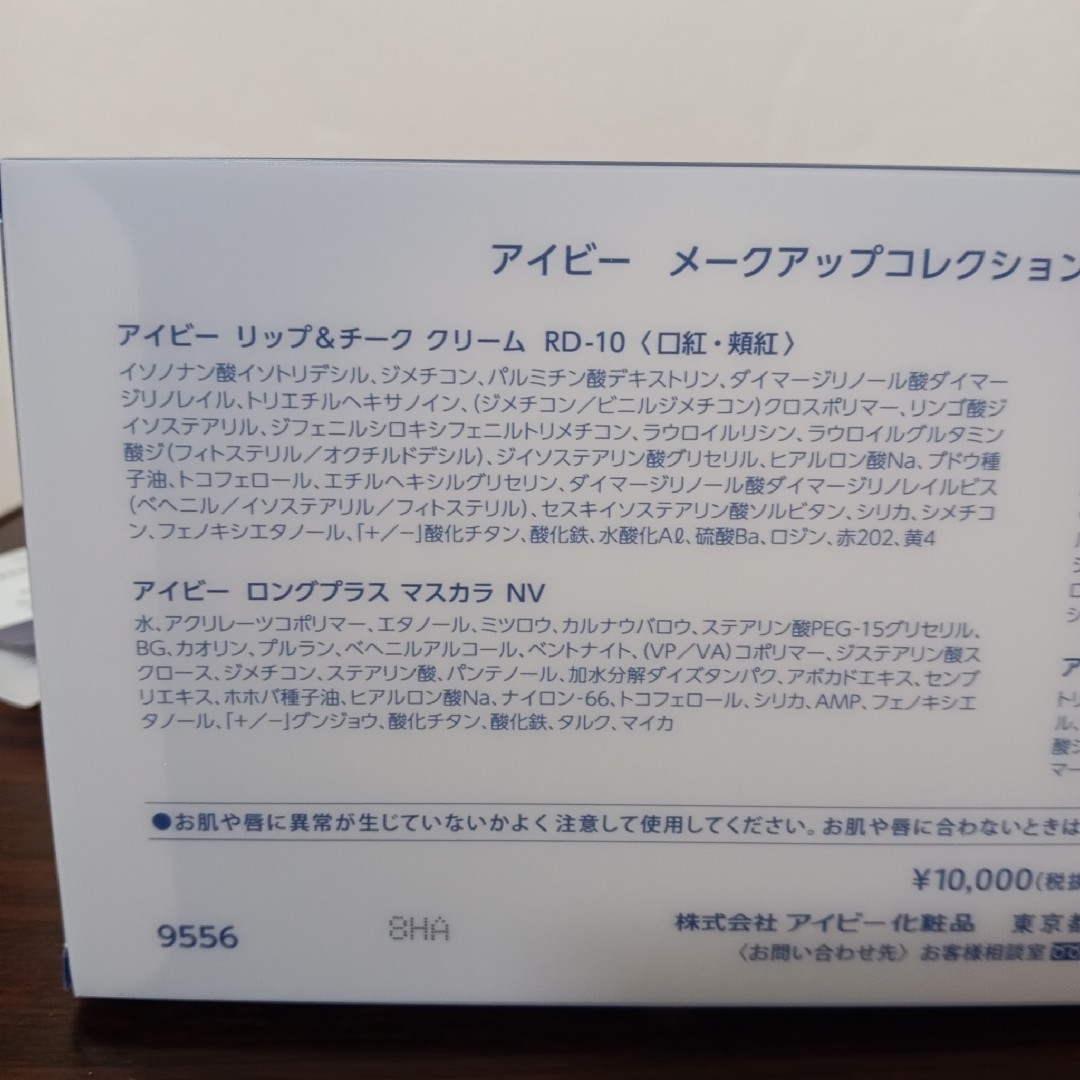 アイビー　メークアップコレクション
アイビー リップ&チーク クリーム RD-10〈口紅・頬紅〉
イソノナン酸イソトリデシル、ジメチコン、パルミチン酸デキストリン、ダイマージリノール酸ダイマー
ジリノレイル、トリエチルヘキサノイン、(ジメチコン/ビニルジメチコン)クロスポリマー、リンゴ酸ジ
イソステアリル、ジフェニルシロキシフェニルトリメチコン、ラウロイルリシン、ラウロイルグルタミン
酸ジ(フィトステリル/オクチルドデシル)、ジイソステアリン酸グリセリル、ヒアルロン酸Na、ブドウ種
子油、トコフェロール、エチルヘキシルグリセリン、ダイマージリノール酸ダイマージリノレイルビス
(ベヘニル/イソステアリル/フィトステリル)、セスキイソステアリン酸ソルビタン、シリカ、シメチコ
ン、フェノキシエタノール、「+/−」酸化チタン、酸化鉄、水酸化Aℓ、硫酸Ba、ロジン、赤202、黄4
アイビー ロングプラス マスカラ NV
水、アクリレーツコポリマー、エタノール、ミツロウ、カルナウバロウ、ステアリン酸PEG-15グリセリル、
BG、カオリン、プルラン、ベヘニルアルコール、ベントナイト、(VP/VA)コポリマー、ジステアリン酸ス
クロース、ジメチコン、ステアリン酸、パンテノール、加水分解ダイズタンパク、アボカドエキス、センブ
リエキス、ホホバ種子油、ヒアルロン酸Na、ナイロン-66、トコフェロール、シリカ、AMP、フェノキシエ
タノール、「+/−」グンジョウ、酸化チタン、酸化鉄、タルク、マイカ
●お肌や唇に異常が生じていないかよく注意して使用してください。お肌や唇に合わないときは
¥10,000(税抜
9556
8HA
株式会社 アイビー化粧品　東京都
〈お問い合わせ先〉お客様相談室